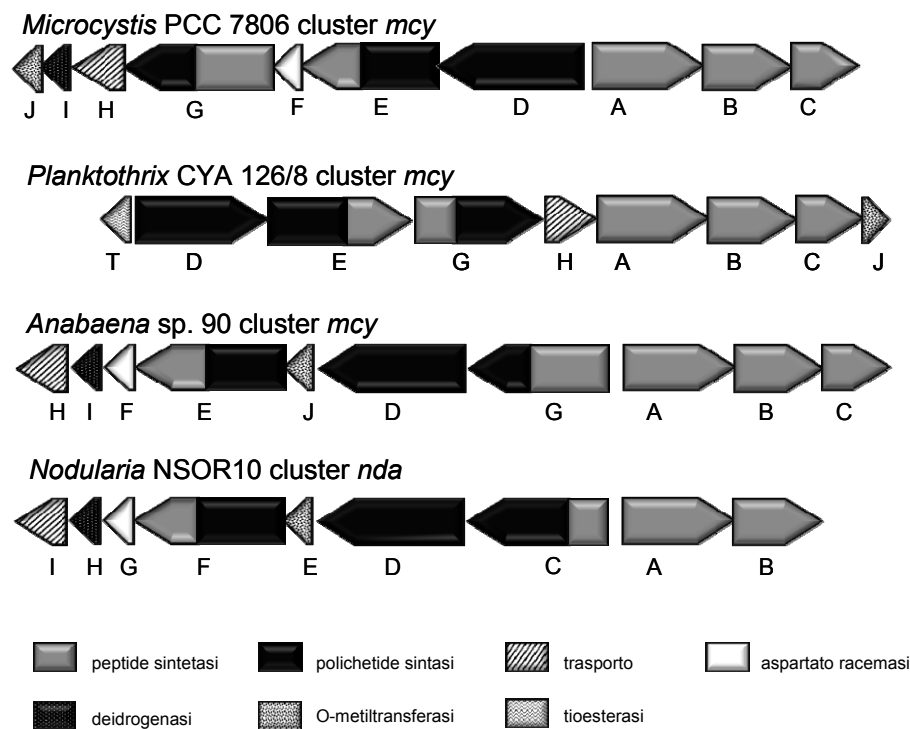 Microcystis PCC 7806 cluster mcy
J I H G F E D A B C
Planktothrix CYA 126/8 cluster mcy
T D E G H A B C J
Anabaena sp. 90 cluster mcy
H I F E J D G A B C
Nodularia NSOR10 cluster nda
I H G F E D C A B
peptide sintetasi polichetide sintasi trasporto aspartato racemasi
deidrogenasi O-metiltransferasi tioesterasi